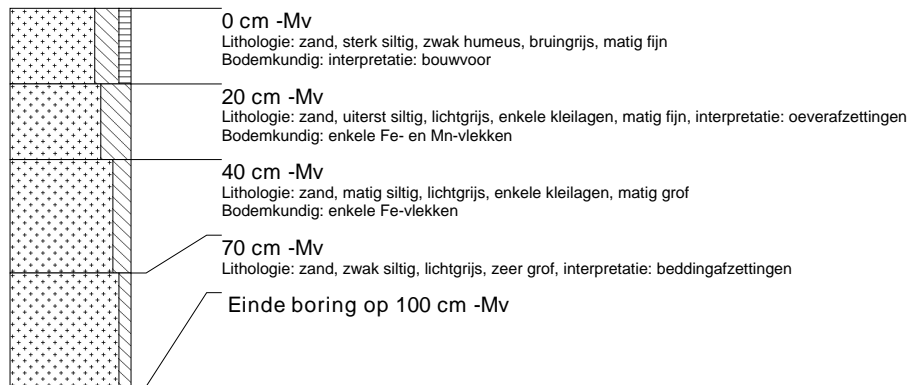 0 cm -Mv
Lithologie: zand, sterk siltig, zwak humeus, bruingrijs, matig fijn
Bodemkundig: interpretatie: bouwvoor
20 cm -Mv
Lithologie: zand, uiterst siltig, lichtgrijs, enkele kleilagen, matig fijn, interpretatie: oeverafzettingen
Bodemkundig: enkele Fe- en Mn-vlekken
40 cm -Mv
Lithologie: zand, matig siltig, lichtgrijs, enkele kleilagen, matig grof
Bodemkundig: enkele Fe-vlekken
70 cm -Mv
Lithologie: zand, zwak siltig, lichtgrijs, zeer grof, interpretatie: beddingafzettingen
Einde boring op 100 cm -Mv